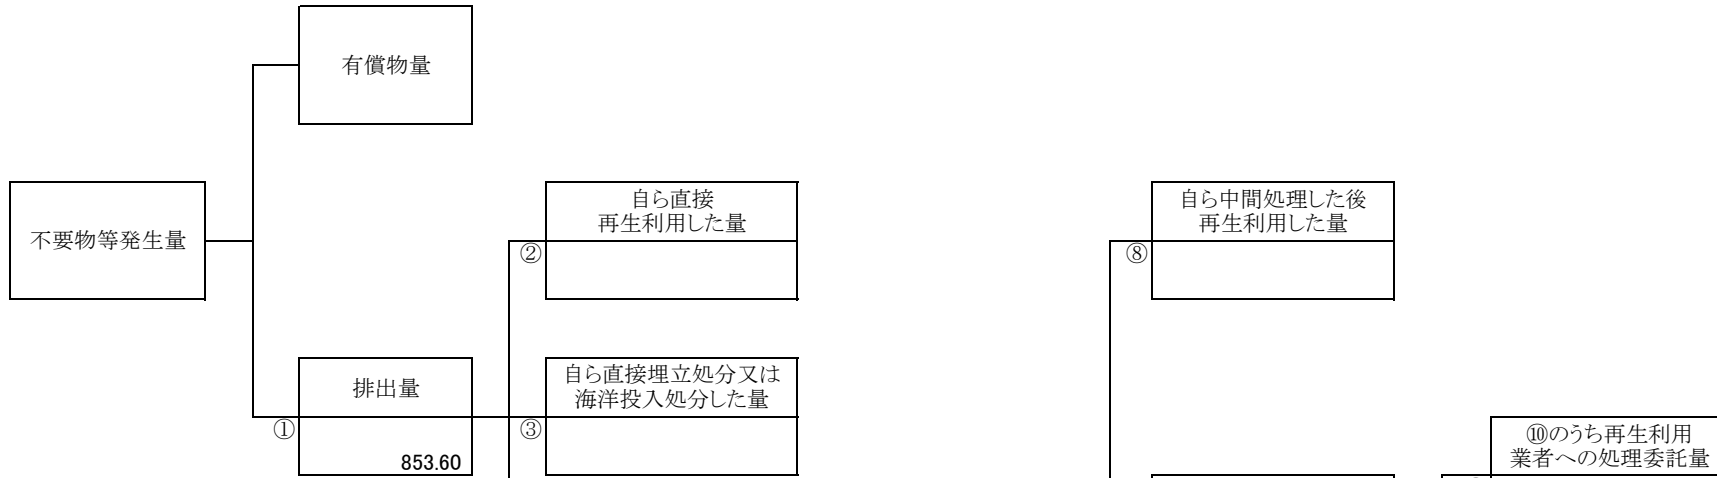 有償物量
不要物等発生量
自ら直接
再生利用した量
②
自ら中間処理した後
再生利用した量
⑧
排出量
①
853.60
自ら直接埋立処分又は
海洋投入処分した量
③
⑩のうち再生利用
業者への処理委託量